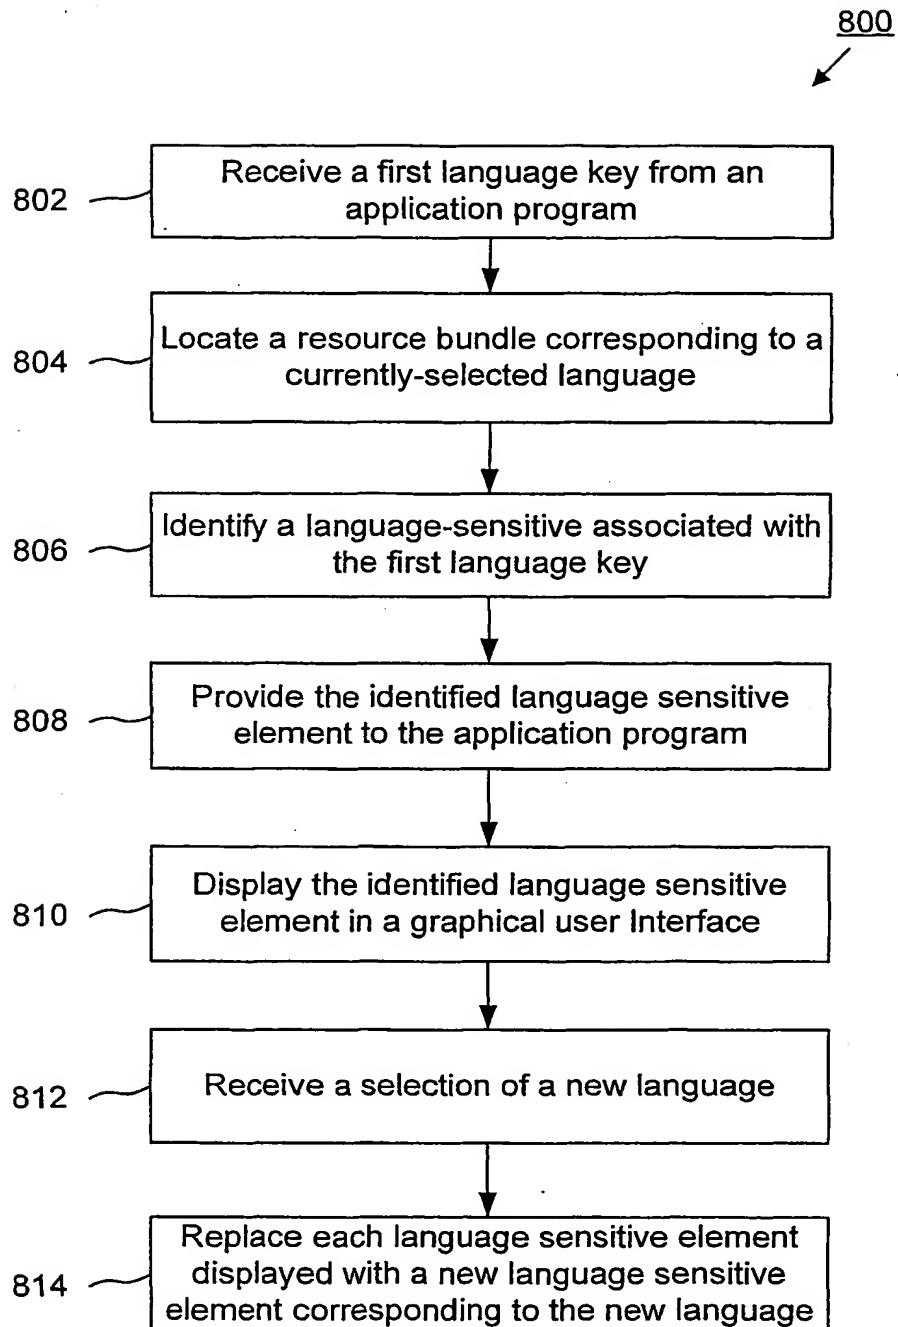 800
802
Receive a first language key from an
application program
804
Locate a resource bundle corresponding to a
currently-selected language
806
Identify a language-sensitive associated with
the first language key
808
Provide the identified language sensitive
element to the application program
810
Display the identified language sensitive
element in a graphical user Interface
812
Receive a selection of a new language
814
Replace each language sensitive element
displayed with a new language sensitive
element corresponding to the new language